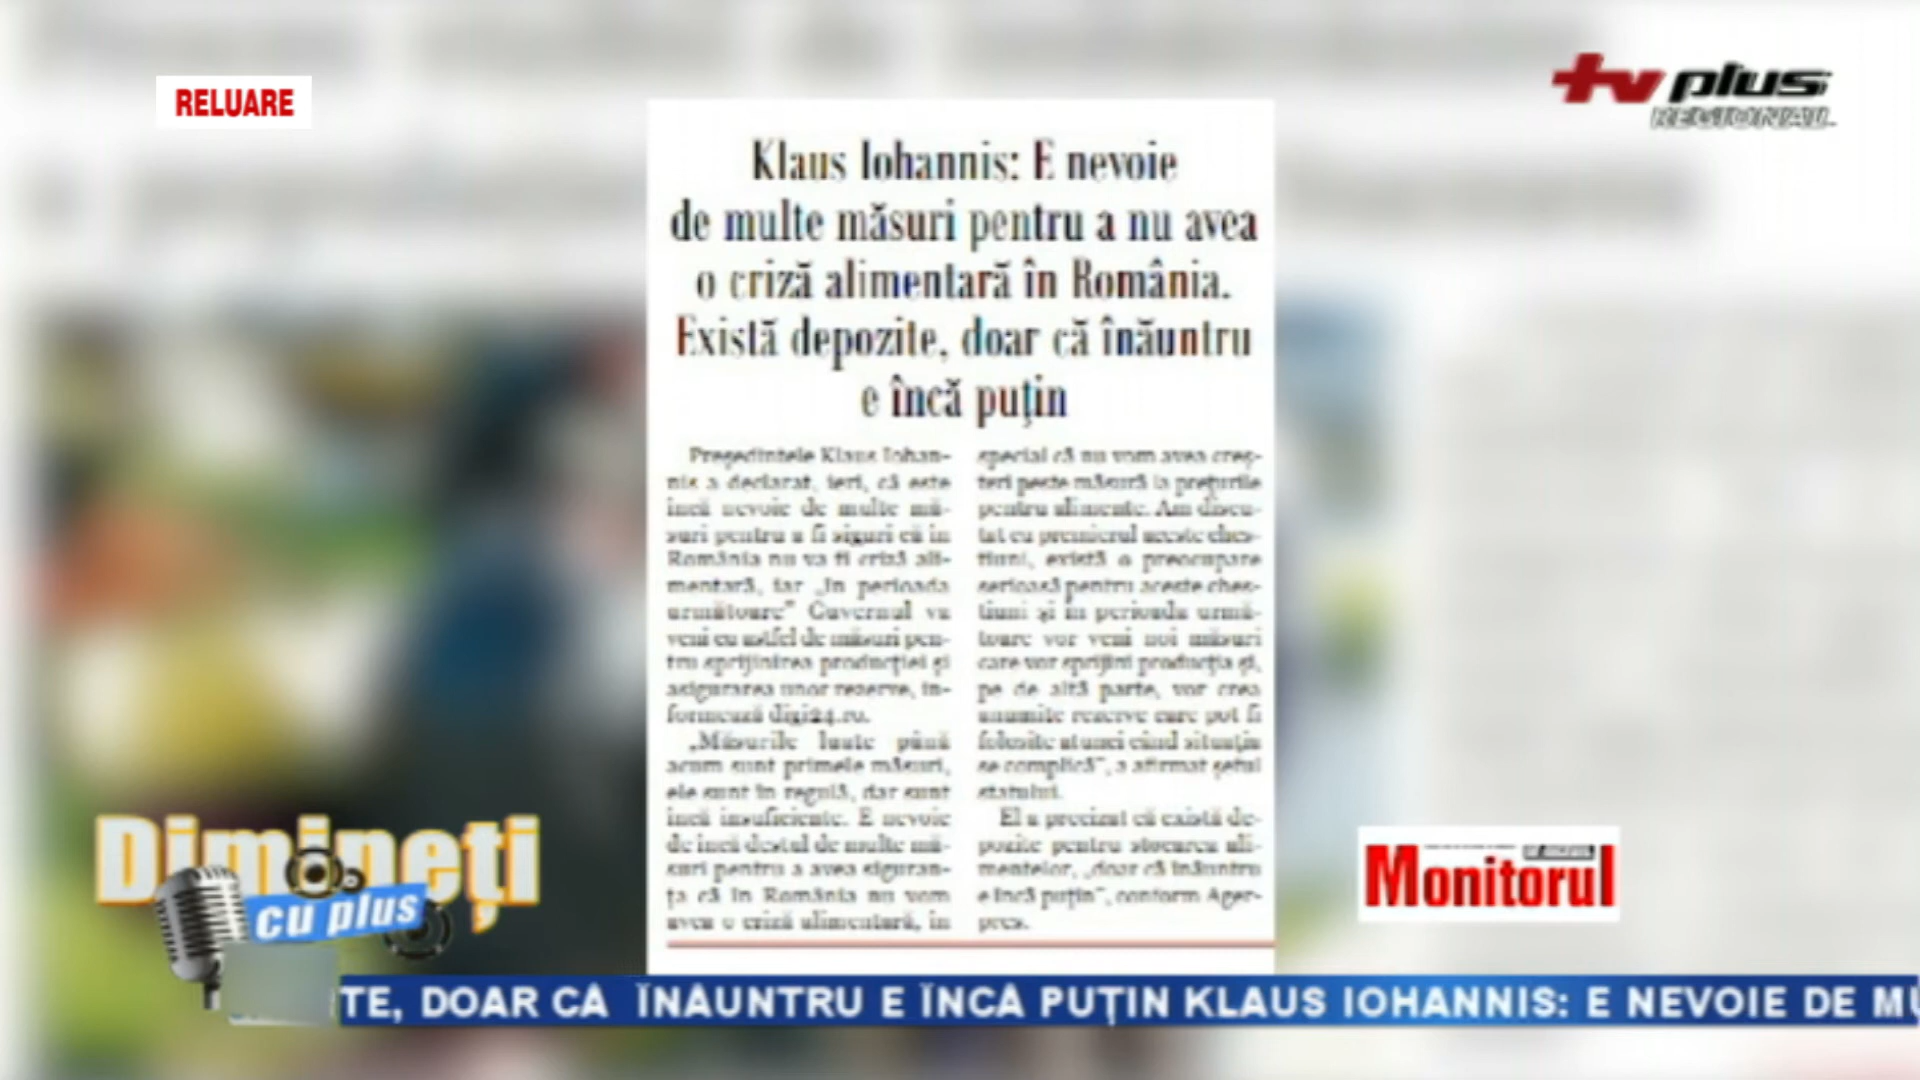 RELUARE
tv plus
REGIONAL
Klaus Iohannis: E nevoie
de multe măsuri pentru a nu avea
o criză alimentară în România.
Există depozite, doar că înăuntru
e încă puțin
Președintele Klaus Iohan-
nis a declarat, ieri, că este
încă nevoie de multe mă-
suri pentru a fi siguri că în
România nu va fi criză ali-
mentară, iar „în perioada
următoare” Guvernul va
veni cu astfel de măsuri pen-
tru sprijinirea producției și
asigurarea unor rezerve, in-
formează digi24.ro.
„Măsurile luate până
acum sunt primele măsuri,
ele sunt în regulă, dar sunt
încă insuficiente. E nevoie
de încă destul de multe mă-
suri pentru a avea siguran-
ța că în România nu vom
avea o criză alimentară, în
special că nu vom avea creș-
teri peste măsură la prețurile
pentru alimente. Am discu-
tat cu premierul aceste ches-
tiuni, există o preocupare
serioasă pentru aceste ches-
tiuni și în perioada urmă-
toare vor veni noi măsuri
care vor sprijini producția și,
pe de altă parte, vor crea
anumite rezerve care pot fi
folosite atunci când situația
se complică”, a afirmat șeful
statului.
El a precizat că există de-
pozite pentru stocarea ali-
mentelor, „doar că înăuntru
e încă puțin”, conform Ager-
pres.
Dimineți
cu plus
Monitorul
TE, DOAR CĂ ÎNĂUNTRU E ÎNCĂ PUȚIN KLAUS IOHANNIS: E NEVOIE DE MU